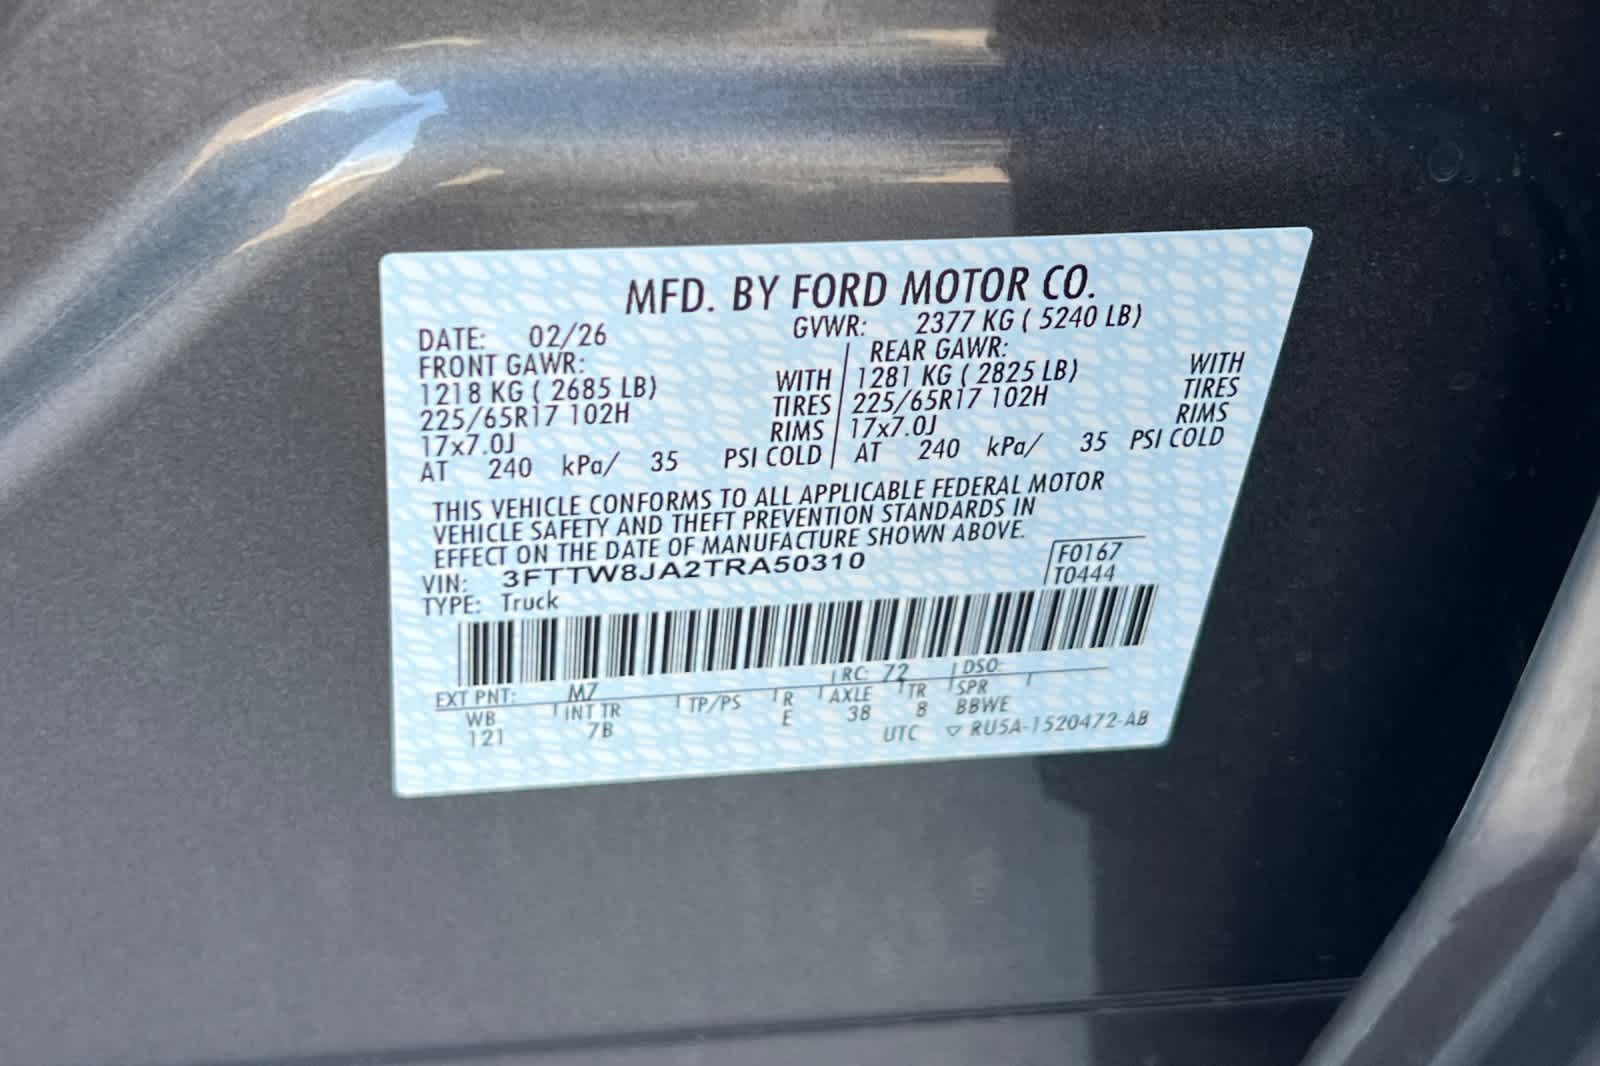 MFD. BY FORD MOTOR CO.
DATE: 02/26 GVWR: 2377 KG ( 5240 LB)
FRONT GAWR: REAR GAWR:
1218 KG ( 2685 LB) WITH 1281 KG ( 2825 LB) WITH
225/65R17 102H TIRES 225/65R17 102H TIRES
17x7.0J RIMS 17x7.0J RIMS
AT 240 kPa/ 35 PSI COLD AT 240 kPa/ 35 PSI COLD
THIS VEHICLE CONFORMS TO ALL APPLICABLE FEDERAL MOTOR
VEHICLE SAFETY AND THEFT PREVENTION STANDARDS IN
EFFECT ON THE DATE OF MANUFACTURE SHOWN ABOVE.
VIN: 3FTTW8JA2TRA50310 F0167
TYPE: Truck T0444
EXT PNT: M7 RC: 72 DSO:
WB INT TR TP/PS R AXLE TR SPR
121 7B E 38 8 BBWE
UTC ▽ RU5A-1520472-AB